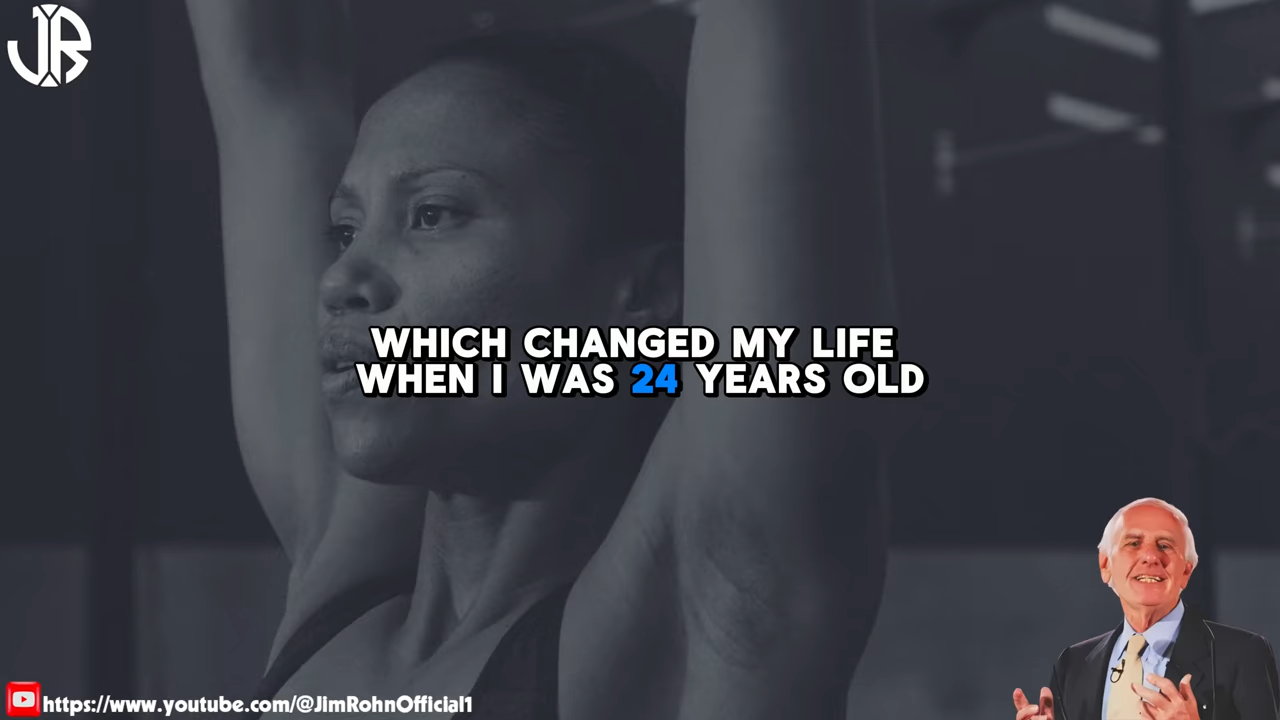 JR
WHICH CHANGED MY LIFE
WHEN I WAS 24 YEARS OLD
https://www.youtube.com/@JimRohnOfficial1